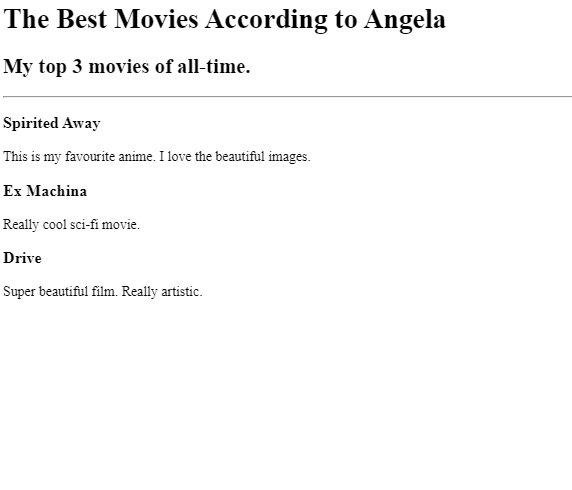 The Best Movies According to Angela
My top 3 movies of all-time.
Spirited Away
This is my favourite anime. I love the beautiful images.
Ex Machina
Really cool sci-fi movie.
Drive
Super beautiful film. Really artistic.